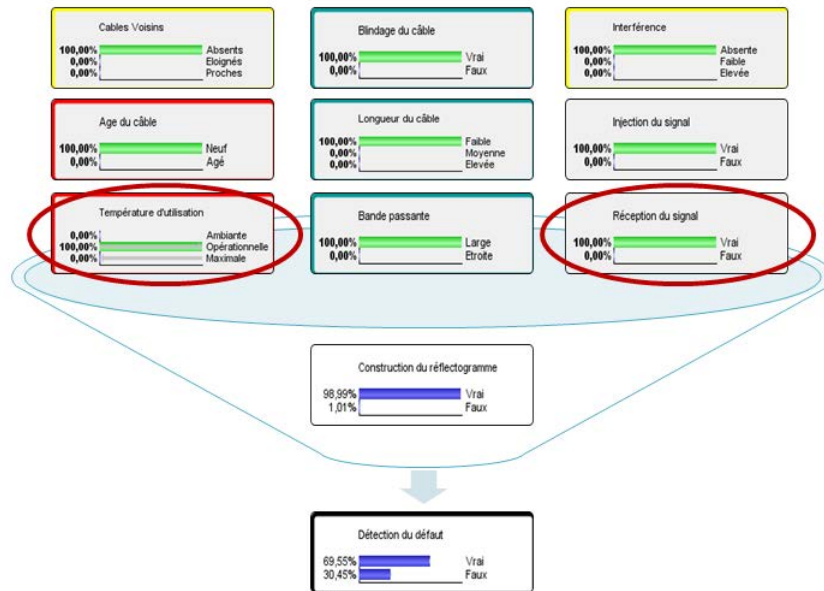 Cables Voisins
100,00% Absents
0,00% Eloignés
0,00% Proches
Blindage du câble
100,00% Vrai
0,00% Faux
Interférence
100,00% Absente
0,00% Faible
0,00% Elevée
Age du câble
100,00% Neuf
0,00% Agé
Longueur du câble
100,00% Faible
0,00% Moyenne
0,00% Elevée
Injection du signal
100,00% Vrai
0,00% Faux
Température d'utilisation
0,00% Ambiante
100,00% Opérationnelle
0,00% Maximale
Bande passante
100,00% Large
0,00% Etroite
Réception du signal
100,00% Vrai
0,00% Faux
Construction du réflectogramme
98,99% Vrai
1,01% Faux
Détection du défaut
69,55% Vrai
30,45% Faux